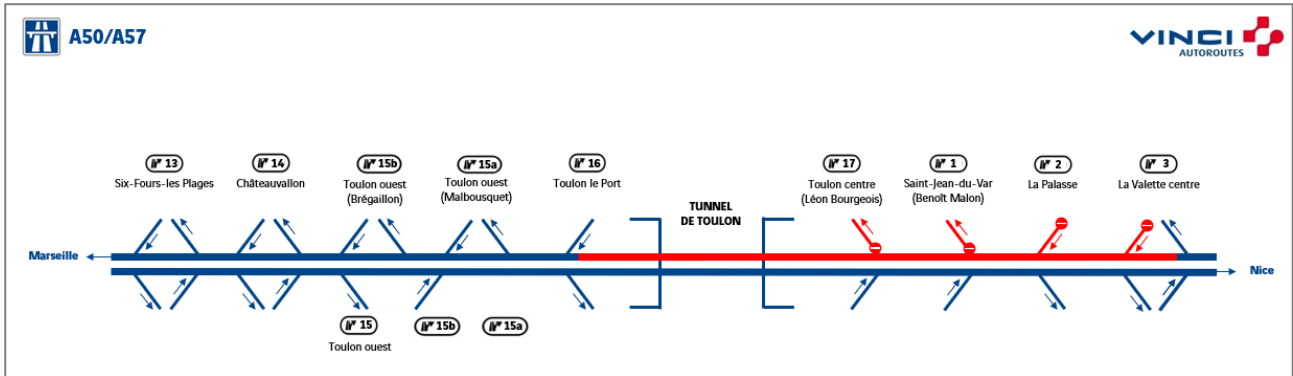 A50/A57
VINCI
AUTOROUTES
13
14
15b
15a
16
17
1
2
3
Six-Fours-les Plages
Châteauvallon
Toulon ouest
(Brégaillon)
Toulon ouest
(Malbousquet)
Toulon le Port
Toulon centre
(Léon Bourgeois)
Saint-Jean-du-Var
(Benoît Malon)
La Palasse
La Valette centre
TUNNEL
DE TOULON
Marseille
Nice
15
15b
15a
Toulon ouest